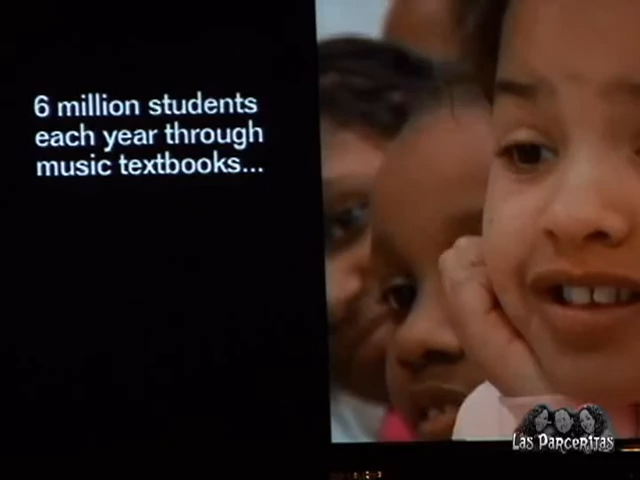 6 million students
each year through
music textbooks...
Las Parceritas